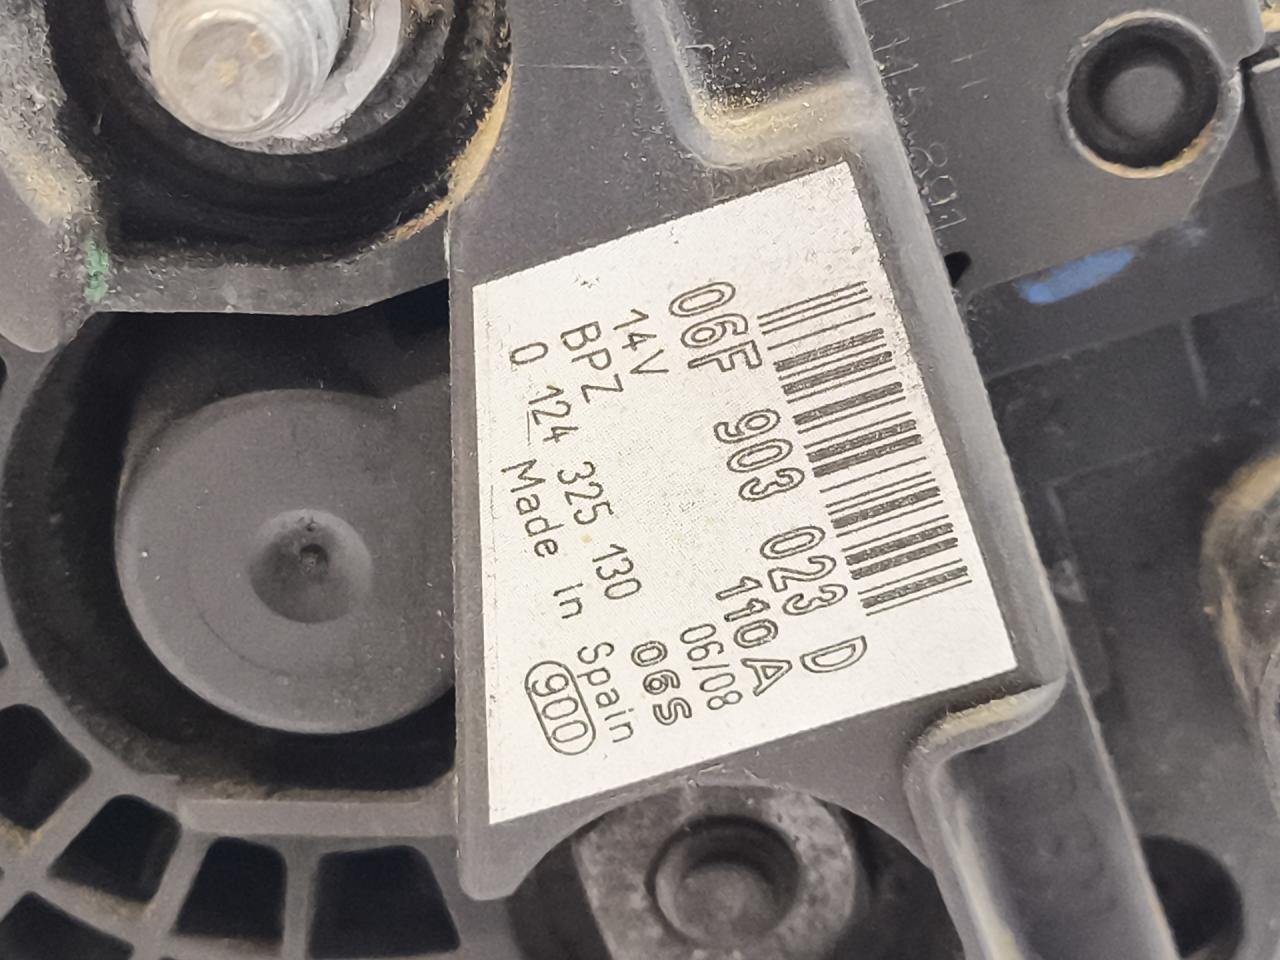 06F 903 023 D
14V 110A
BPZ 06/08
0 124 325 130 06S
Made in Spain
900